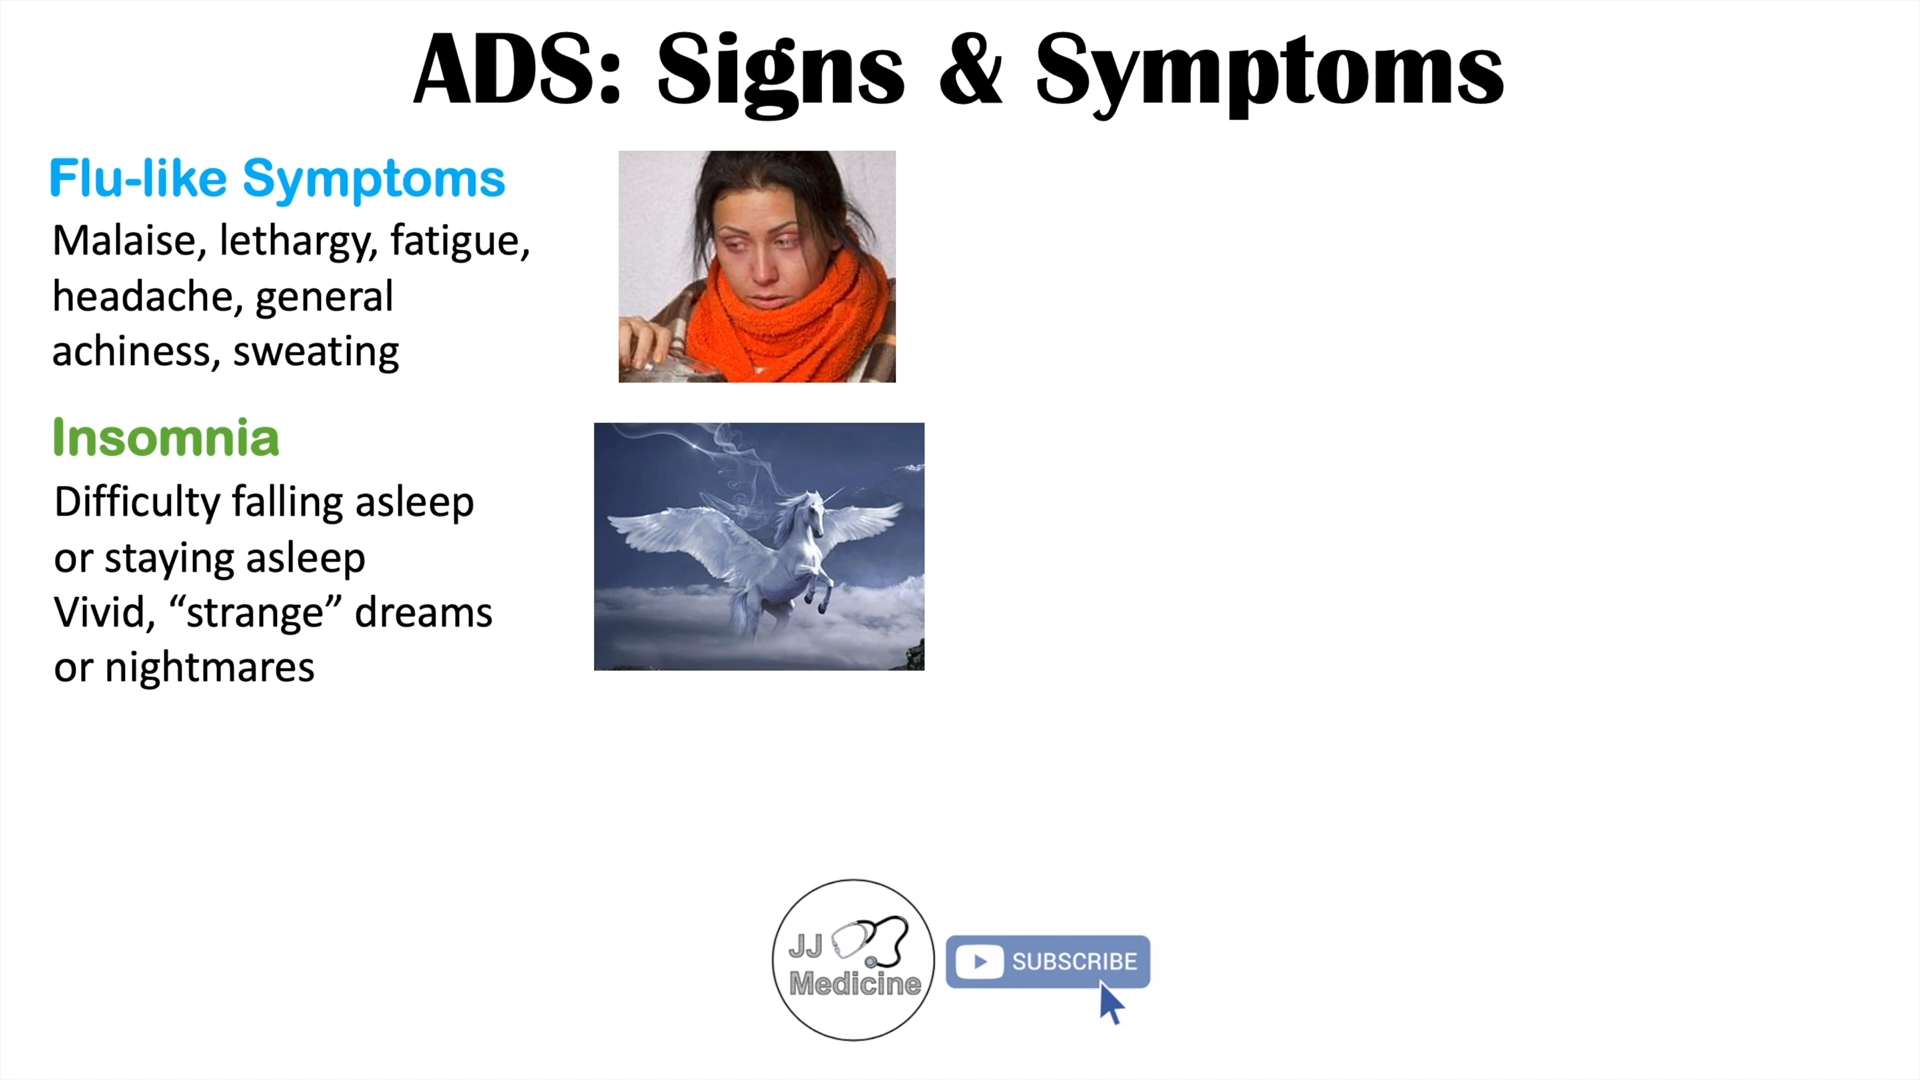 ADS: Signs & Symptoms
Flu-like Symptoms
Malaise, lethargy, fatigue,
headache, general
achiness, sweating
Insomnia
Difficulty falling asleep
or staying asleep
Vivid, “strange” dreams
or nightmares
JJ
Medicine
SUBSCRIBE